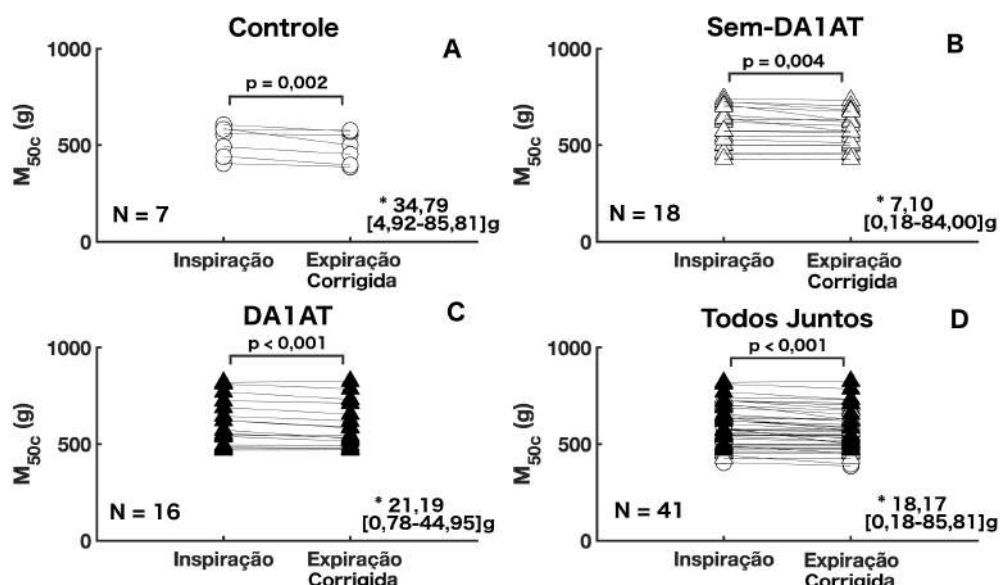 Controle
A
1000
p = 0,002
M50c (g)
500
N = 7
* 34,79
[4,92-85,81]g
0
Inspiração
Expiração
Corrigida
Sem-DA1AT
B
1000
p = 0,004
M50c (g)
500
N = 18
* 7,10
[0,18-84,00]g
0
Inspiração
Expiração
Corrigida
DA1AT
C
1000
p < 0,001
M50c (g)
500
N = 16
* 21,19
[0,78-44,95]g
0
Inspiração
Expiração
Corrigida
Todos Juntos
D
1000
p < 0,001
M50c (g)
500
N = 41
* 18,17
[0,18-85,81]g
0
Inspiração
Expiração
Corrigida